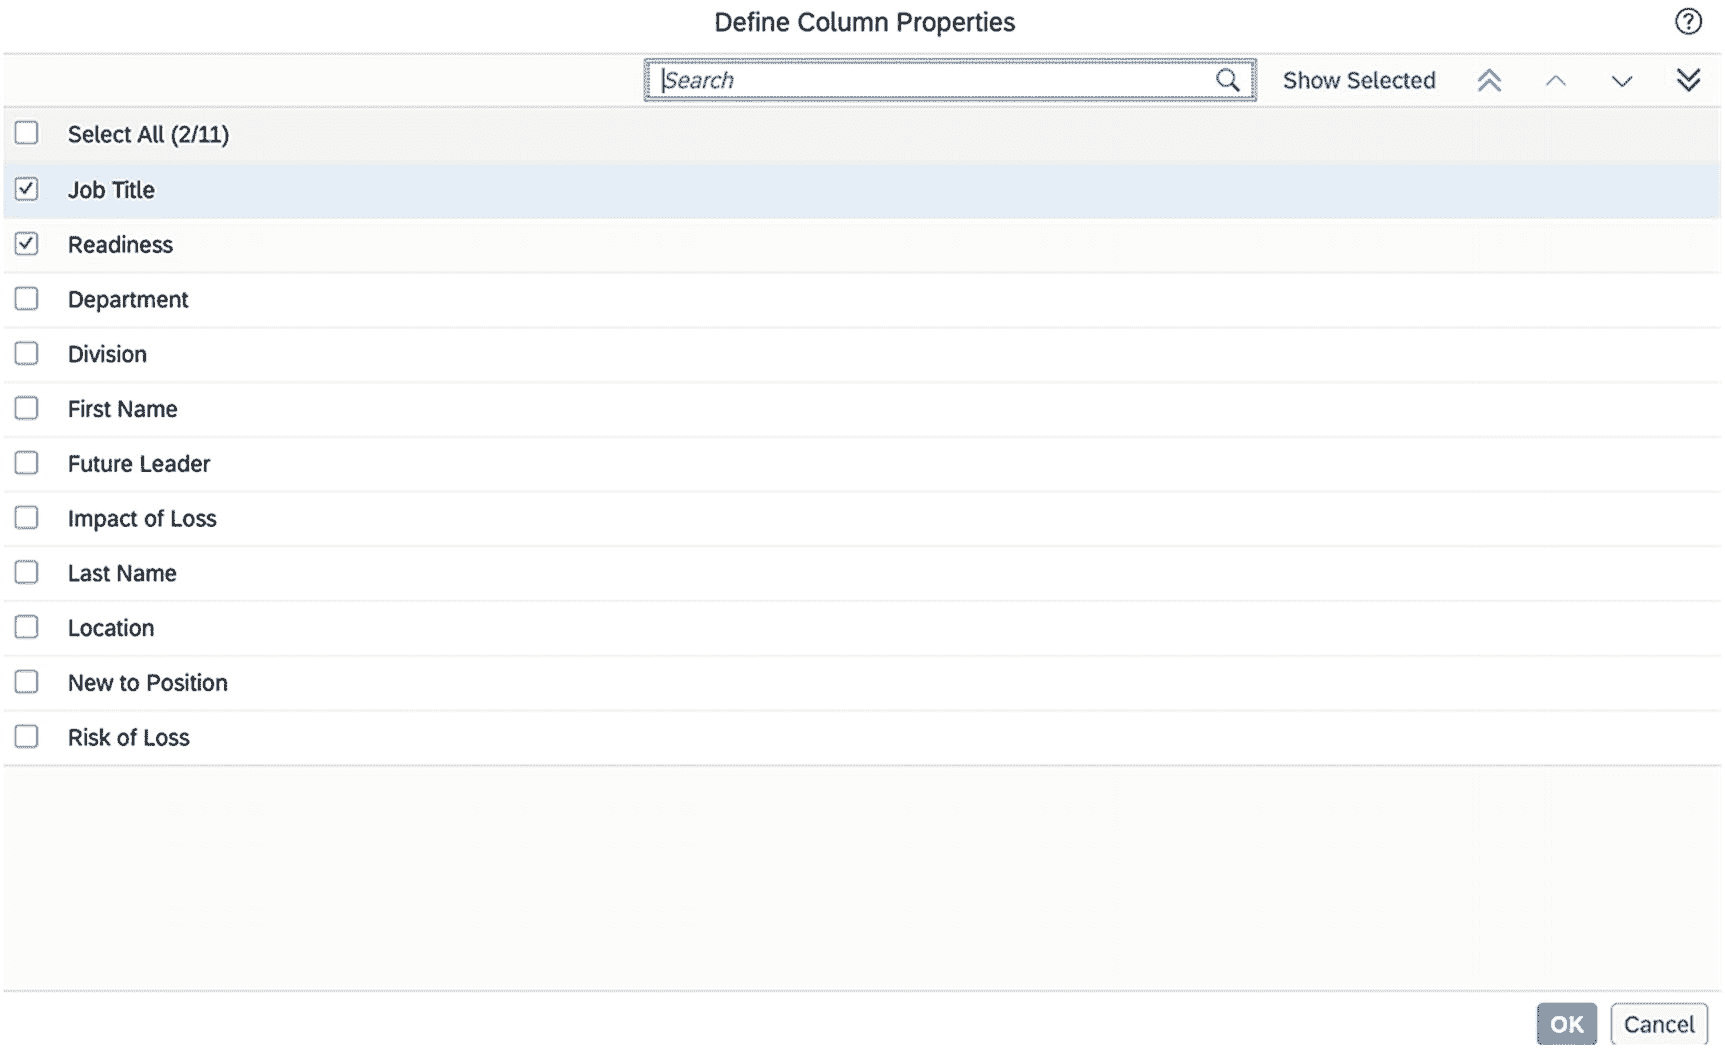 Define Column Properties
Search
Show Selected
Select All (2/11)
Job Title
Readiness
Department
Division
First Name
Future Leader
Impact of Loss
Last Name
Location
New to Position
Risk of Loss
OK
Cancel